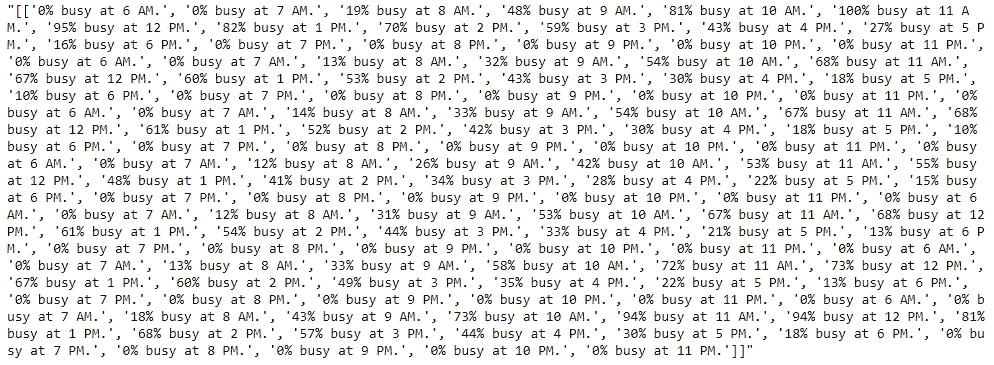 "[['0% busy at 6 AM.', '0% busy at 7 AM.', '19% busy at 8 AM.', '48% busy at 9 AM.', '81% busy at 10 AM.', '100% busy at 11 A
M.', '95% busy at 12 PM.', '82% busy at 1 PM.', '70% busy at 2 PM.', '59% busy at 3 PM.', '43% busy at 4 PM.', '27% busy at 5 P
M.', '16% busy at 6 PM.', '0% busy at 7 PM.', '0% busy at 8 PM.', '0% busy at 9 PM.', '0% busy at 10 PM.', '0% busy at 11 PM.',
'0% busy at 6 AM.', '0% busy at 7 AM.', '13% busy at 8 AM.', '32% busy at 9 AM.', '54% busy at 10 AM.', '68% busy at 11 AM.',
'67% busy at 12 PM.', '60% busy at 1 PM.', '53% busy at 2 PM.', '43% busy at 3 PM.', '30% busy at 4 PM.', '18% busy at 5 PM.',
'10% busy at 6 PM.', '0% busy at 7 PM.', '0% busy at 8 PM.', '0% busy at 9 PM.', '0% busy at 10 PM.', '0% busy at 11 PM.', '0%
busy at 6 AM.', '0% busy at 7 AM.', '14% busy at 8 AM.', '33% busy at 9 AM.', '54% busy at 10 AM.', '67% busy at 11 AM.', '68%
busy at 12 PM.', '61% busy at 1 PM.', '52% busy at 2 PM.', '42% busy at 3 PM.', '30% busy at 4 PM.', '18% busy at 5 PM.', '10%
busy at 6 PM.', '0% busy at 7 PM.', '0% busy at 8 PM.', '0% busy at 9 PM.', '0% busy at 10 PM.', '0% busy at 11 PM.', '0% busy
at 6 AM.', '0% busy at 7 AM.', '12% busy at 8 AM.', '26% busy at 9 AM.', '42% busy at 10 AM.', '53% busy at 11 AM.', '55% busy
at 12 PM.', '48% busy at 1 PM.', '41% busy at 2 PM.', '34% busy at 3 PM.', '28% busy at 4 PM.', '22% busy at 5 PM.', '15% busy
at 6 PM.', '0% busy at 7 PM.', '0% busy at 8 PM.', '0% busy at 9 PM.', '0% busy at 10 PM.', '0% busy at 11 PM.', '0% busy at 6
AM.', '0% busy at 7 AM.', '12% busy at 8 AM.', '31% busy at 9 AM.', '53% busy at 10 AM.', '67% busy at 11 AM.', '68% busy at 12
PM.', '61% busy at 1 PM.', '54% busy at 2 PM.', '44% busy at 3 PM.', '33% busy at 4 PM.', '21% busy at 5 PM.', '13% busy at 6 P
M.', '0% busy at 7 PM.', '0% busy at 8 PM.', '0% busy at 9 PM.', '0% busy at 10 PM.', '0% busy at 11 PM.', '0% busy at 6 AM.',
'0% busy at 7 AM.', '13% busy at 8 AM.', '33% busy at 9 AM.', '58% busy at 10 AM.', '72% busy at 11 AM.', '73% busy at 12 PM.',
'67% busy at 1 PM.', '60% busy at 2 PM.', '49% busy at 3 PM.', '35% busy at 4 PM.', '22% busy at 5 PM.', '13% busy at 6 PM.',
'0% busy at 7 PM.', '0% busy at 8 PM.', '0% busy at 9 PM.', '0% busy at 10 PM.', '0% busy at 11 PM.', '0% busy at 6 AM.', '0% b
usy at 7 AM.', '18% busy at 8 AM.', '43% busy at 9 AM.', '73% busy at 10 AM.', '94% busy at 11 AM.', '94% busy at 12 PM.', '81%
busy at 1 PM.', '68% busy at 2 PM.', '57% busy at 3 PM.', '44% busy at 4 PM.', '30% busy at 5 PM.', '18% busy at 6 PM.', '0% bu
sy at 7 PM.', '0% busy at 8 PM.', '0% busy at 9 PM.', '0% busy at 10 PM.', '0% busy at 11 PM.']]"